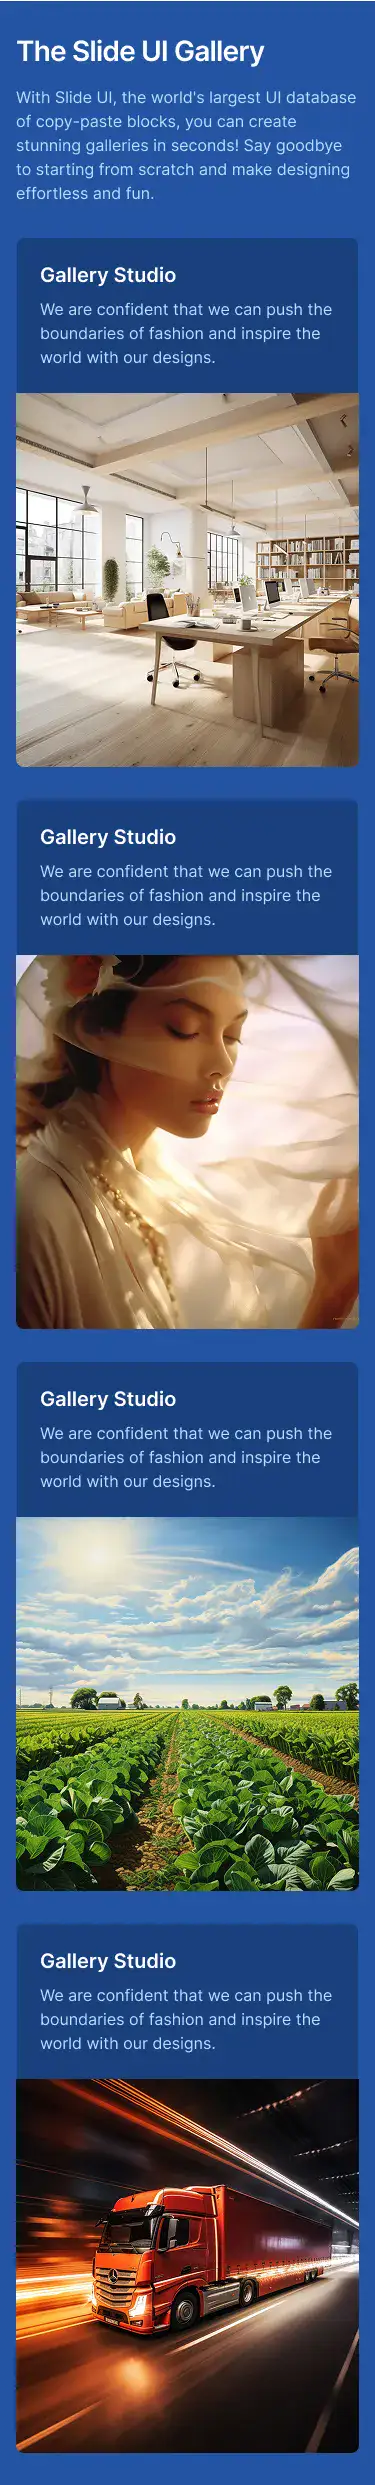 The Slide UI Gallery
With Slide UI, the world's largest UI database
of copy-paste blocks, you can create
stunning galleries in seconds! Say goodbye
to starting from scratch and make designing
effortless and fun.
Gallery Studio
We are confident that we can push the
boundaries of fashion and inspire the
world with our designs.
Gallery Studio
We are confident that we can push the
boundaries of fashion and inspire the
world with our designs.
Gallery Studio
We are confident that we can push the
boundaries of fashion and inspire the
world with our designs.
Gallery Studio
We are confident that we can push the
boundaries of fashion and inspire the
world with our designs.